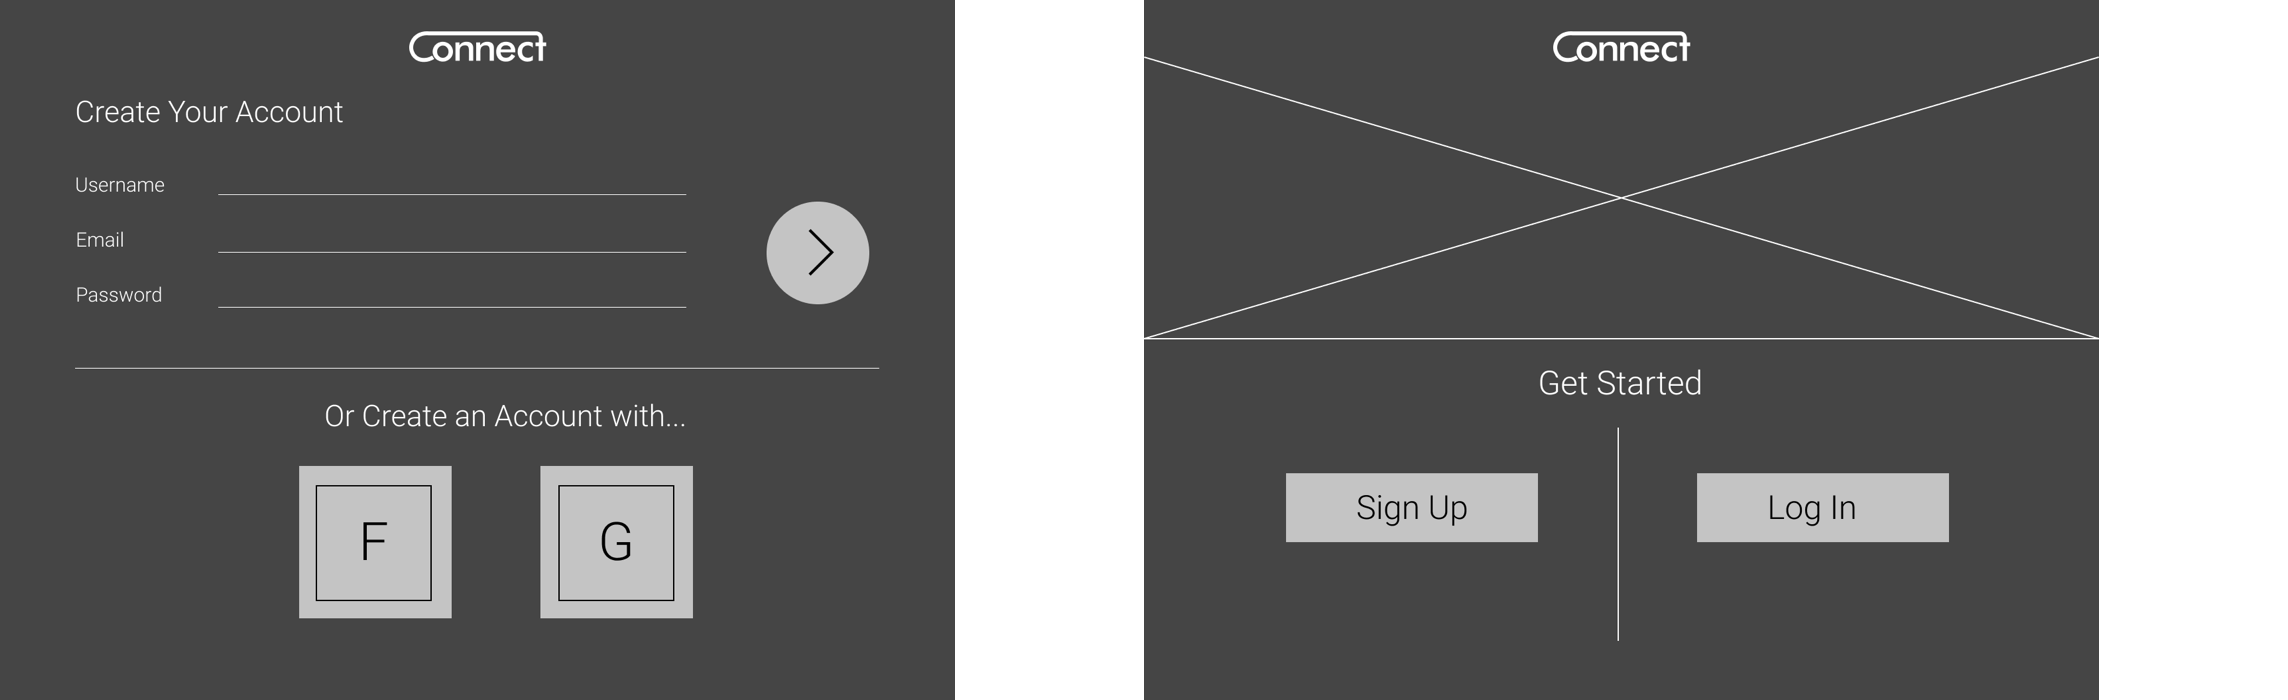 Connect
Create Your Account
Username
Email
Password
Or Create an Account with...
F
G
Connect
Get Started
Sign Up
Log In